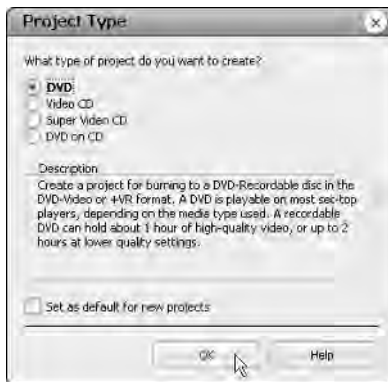 Project Type
What type of project do you want to create?
DVD
Video CD
Super Video CD
DVD on CD
Description
Create a project for burning to a DVD-Recordable disc in the
DVD-Video or +VR format. A DVD is playable on most set-top
players, depending on the media type used. A recordable
DVD can hold about 1 hour of high-quality video, or up to 2
hours at lower quality settings.
Set as default for new projects
OK
Help